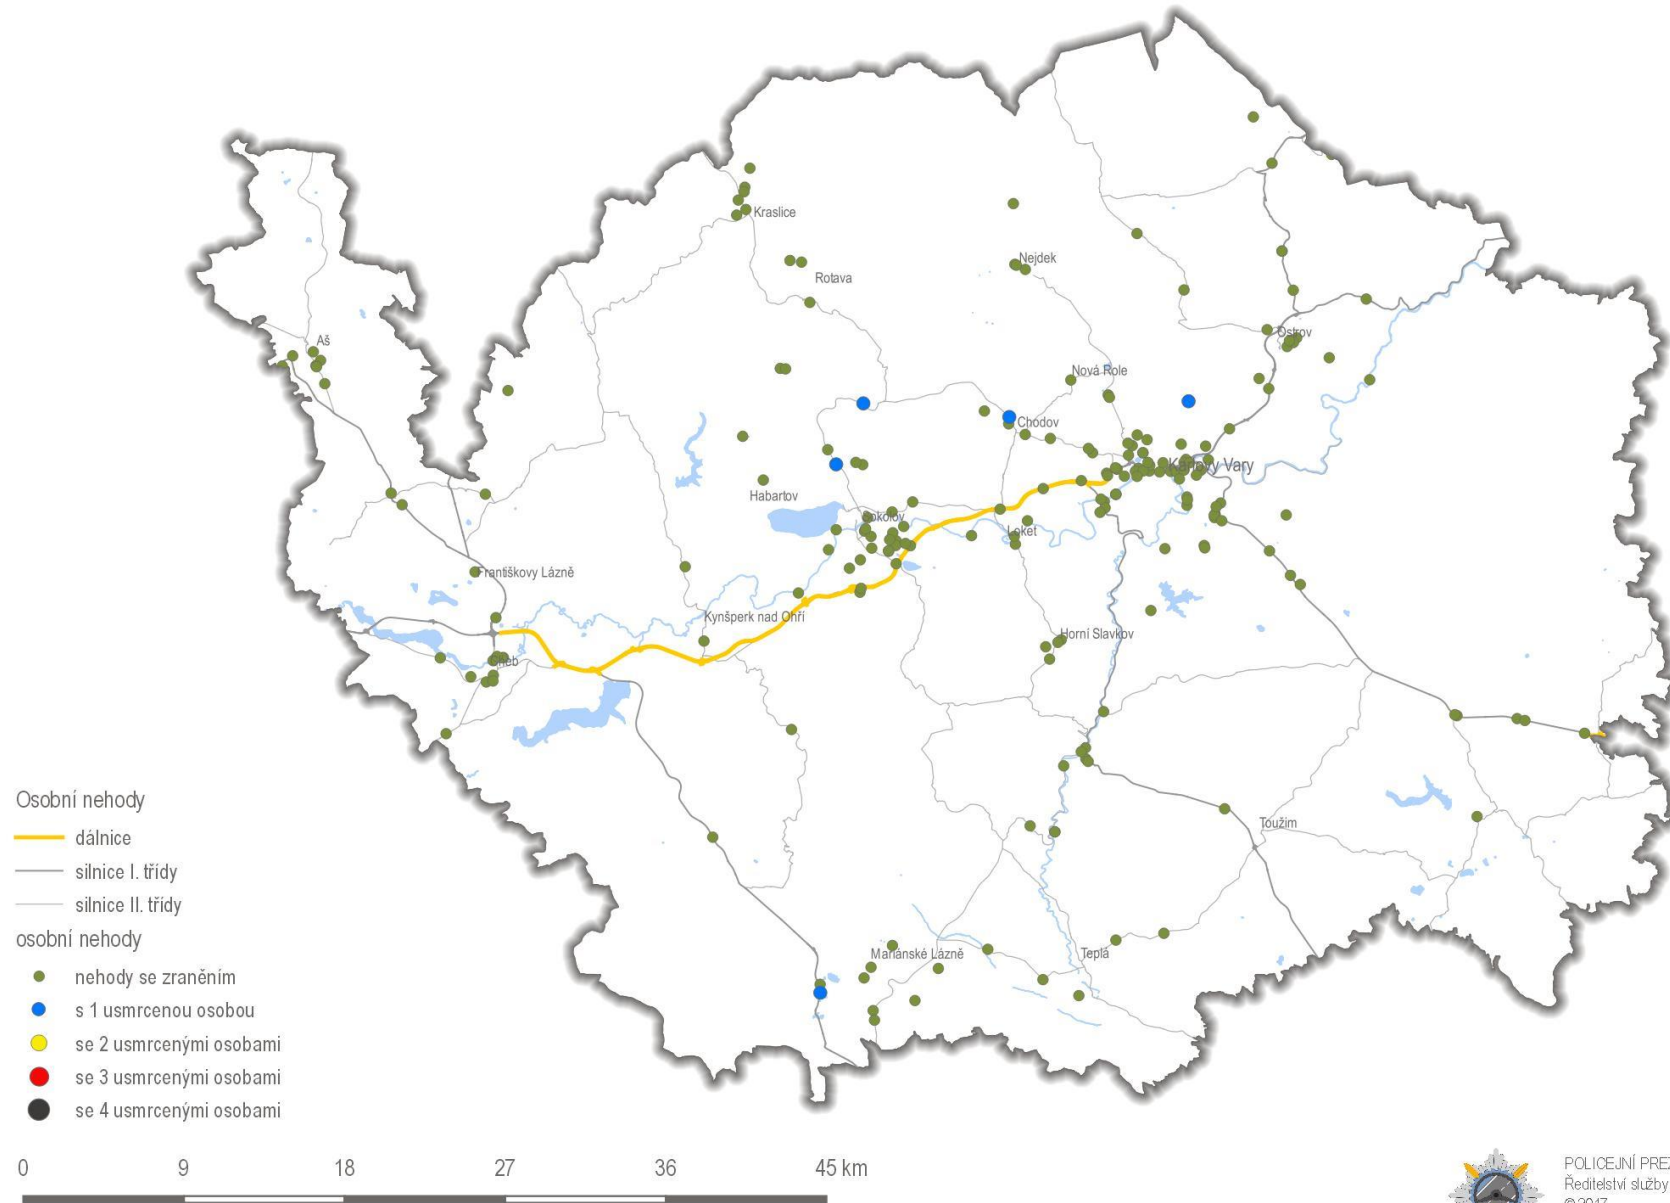 Kraslice
Rotava
Nejdek
Ostrov
Aš
Nová Role
Chodov
Karlovy Vary
Habartov
Sokolov
Loket
Františkovy Lázně
Kynšperk nad Ohří
Horní Slavkov
Cheb
Toužim
Mariánské Lázně
Teplá
Osobní nehody
dálnice
silnice I. třídy
silnice II. třídy
osobní nehody
nehody se zraněním
s 1 usmrcenou osobou
se 2 usmrcenými osobami
se 3 usmrcenými osobami
se 4 usmrcenými osobami
0 9 18 27 36 45 km
POLICEJNÍ PREZ
Ředitelství služby
© 2017